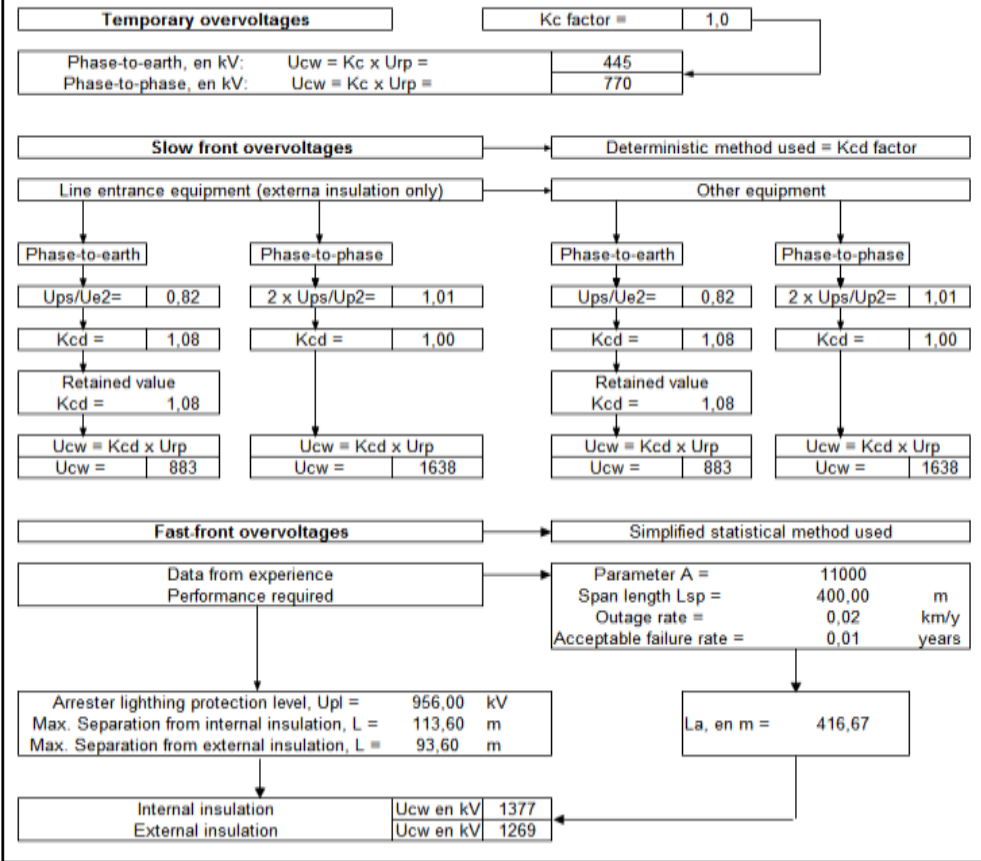 Temporary overvoltages Kc factor = 1,0
Phase-to-earth, en kV: Ucw = Kc x Urp = 445
Phase-to-phase, en kV: Ucw = Kc x Urp = 770
Slow front overvoltages Deterministic method used = Kcd factor
Line entrance equipment (externa insulation only) Other equipment
Phase-to-earth Phase-to-phase Phase-to-earth Phase-to-phase
Ups/Ue2= 0,82 2 x Ups/Up2= 1,01 Ups/Ue2= 0,82 2 x Ups/Up2= 1,01
Kcd = 1,08 Kcd = 1,00 Kcd = 1,08 Kcd = 1,00
Retained value Retained value
Kcd = 1,08 Kcd = 1,08
Ucw = Kcd x Urp Ucw = Kcd x Urp Ucw = Kcd x Urp Ucw = Kcd x Urp
Ucw = 883 Ucw = 1638 Ucw = 883 Ucw = 1638
Fast-front overvoltages Simplified statistical method used
Data from experience Parameter A = 11000
Performance required Span length Lsp = 400,00 m
Outage rate = 0,02 km/y
Acceptable failure rate = 0,01 years
Arrester lighthing protection level, Upl = 956,00 kV
Max. Separation from internal insulation, L = 113,60 m La, en m = 416,67
Max. Separation from external insulation, L = 93,60 m
Internal insulation Ucw en kV 1377
External insulation Ucw en kV 1269